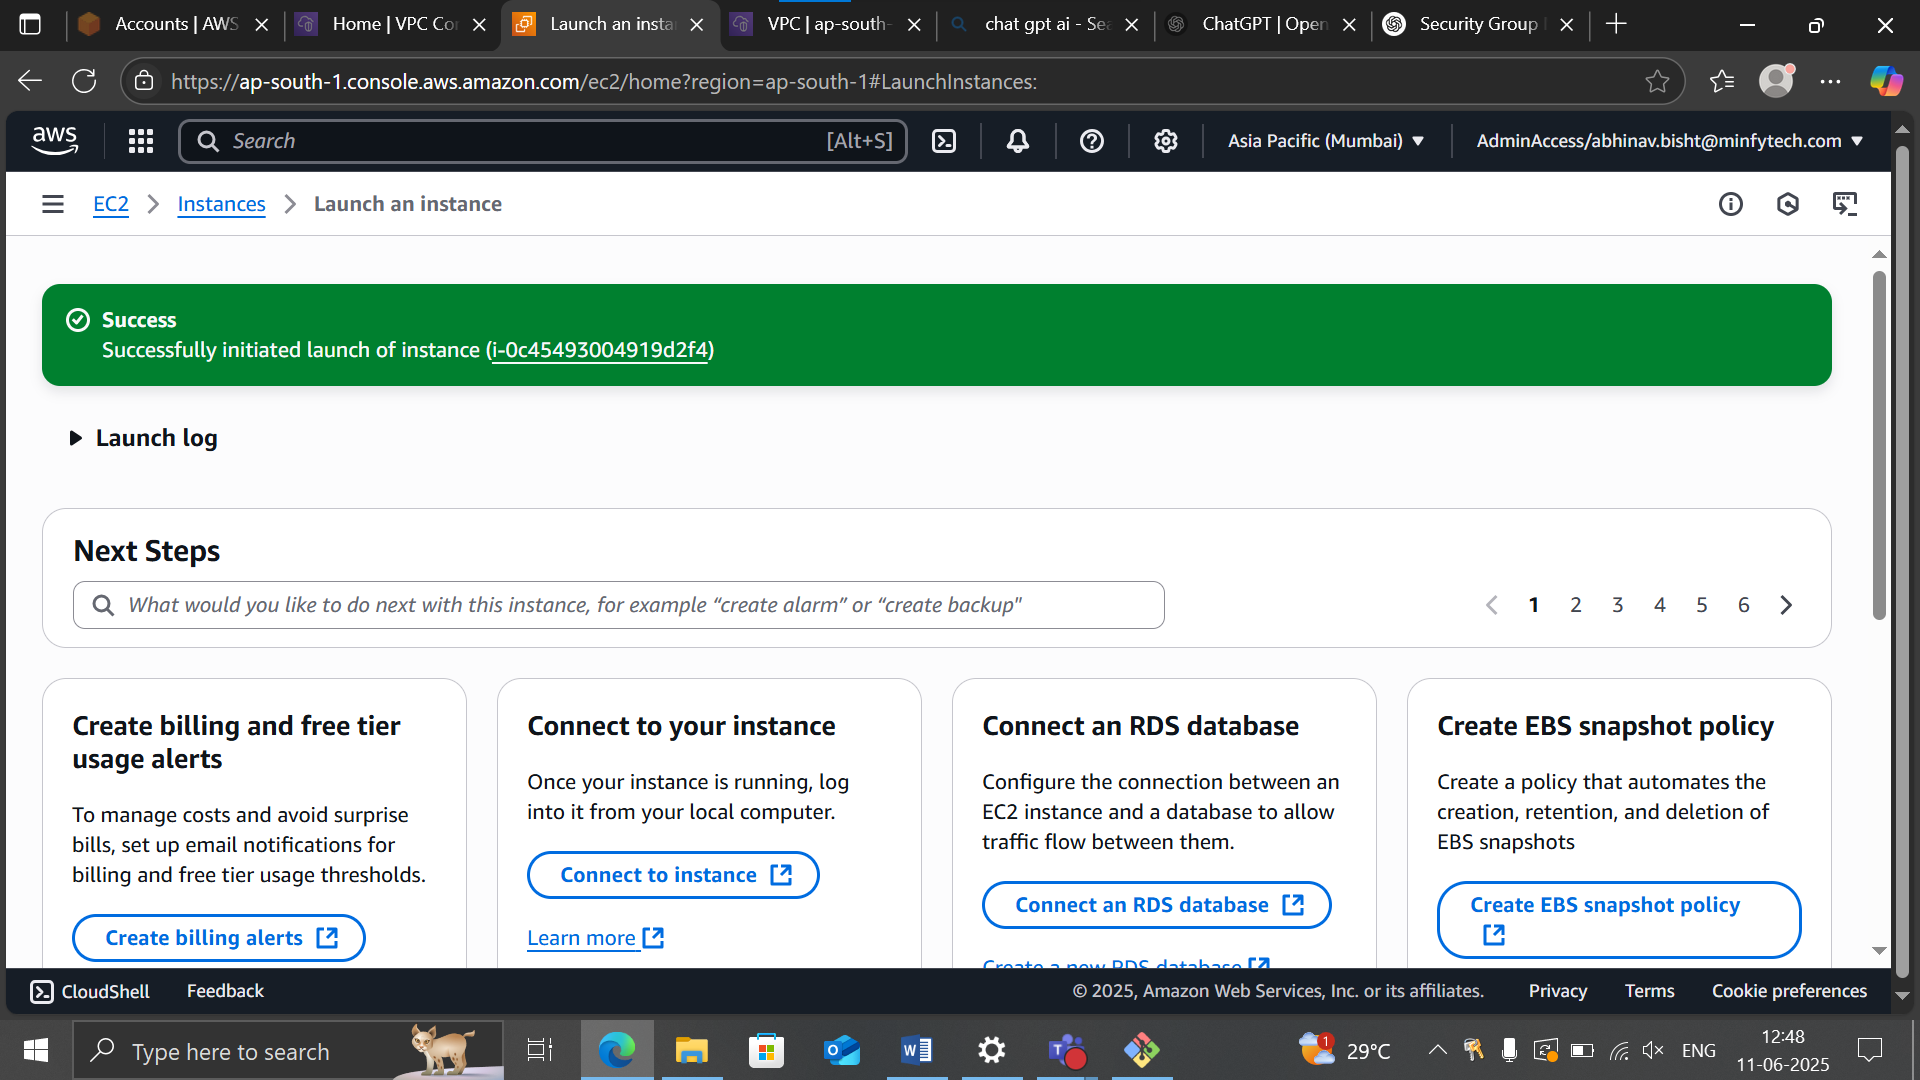 Accounts | AWS
Home | VPC Co
Launch an insta
VPC | ap-south-
chat gpt ai - Sea
ChatGPT | Open
Security Group
https://ap-south-1.console.aws.amazon.com/ec2/home?region=ap-south-1#LaunchInstances:
aws
Search
[Alt+S]
Asia Pacific (Mumbai)
AdminAccess/abhinav.bisht@minfytech.com
EC2
Instances
Launch an instance
Success
Successfully initiated launch of instance (i-0c45493004919d2f4)
Launch log
Next Steps
What would you like to do next with this instance, for example “create alarm” or “create backup"
1 2 3 4 5 6
Create billing and free tier
usage alerts
To manage costs and avoid surprise
bills, set up email notifications for
billing and free tier usage thresholds.
Create billing alerts
Connect to your instance
Once your instance is running, log
into it from your local computer.
Connect to instance
Learn more
Connect an RDS database
Configure the connection between an
EC2 instance and a database to allow
traffic flow between them.
Connect an RDS database
Create a new RDS database
Create EBS snapshot policy
Create a policy that automates the
creation, retention, and deletion of
EBS snapshots
Create EBS snapshot policy
CloudShell
Feedback
© 2025, Amazon Web Services, Inc. or its affiliates.
Privacy
Terms
Cookie preferences
Type here to search
1
29°C
ENG
12:48
11-06-2025